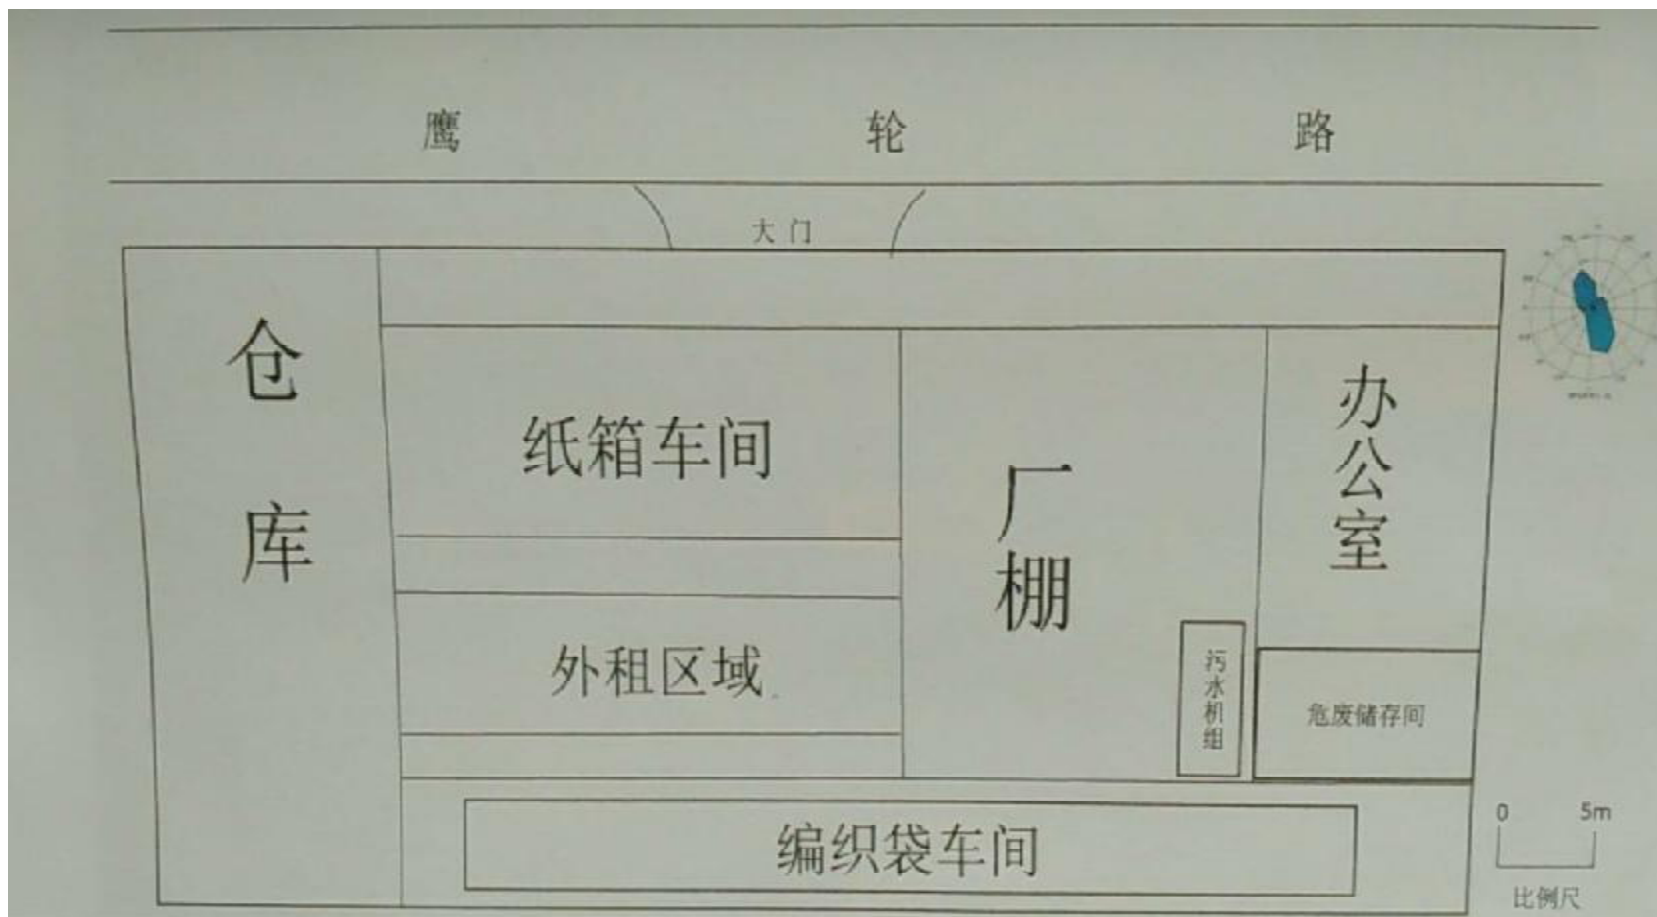 鹰 轮 路
大 门
仓库
纸箱车间
厂棚
办公室
外租区域
污水机组
危废储存间
编织袋车间
0 5m
比例尺